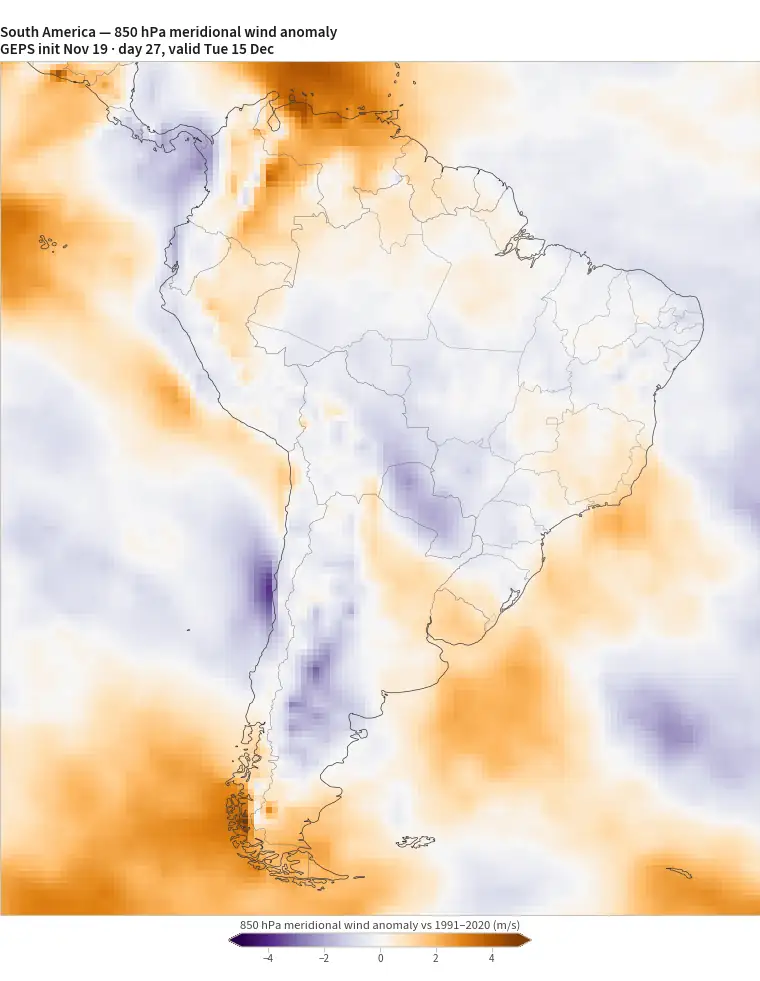 South America — 850 hPa meridional wind anomaly
GEPS init Nov 19 · day 27, valid Tue 15 Dec
850 hPa meridional wind anomaly vs 1991–2020 (m/s)
−4 −2 0 2 4